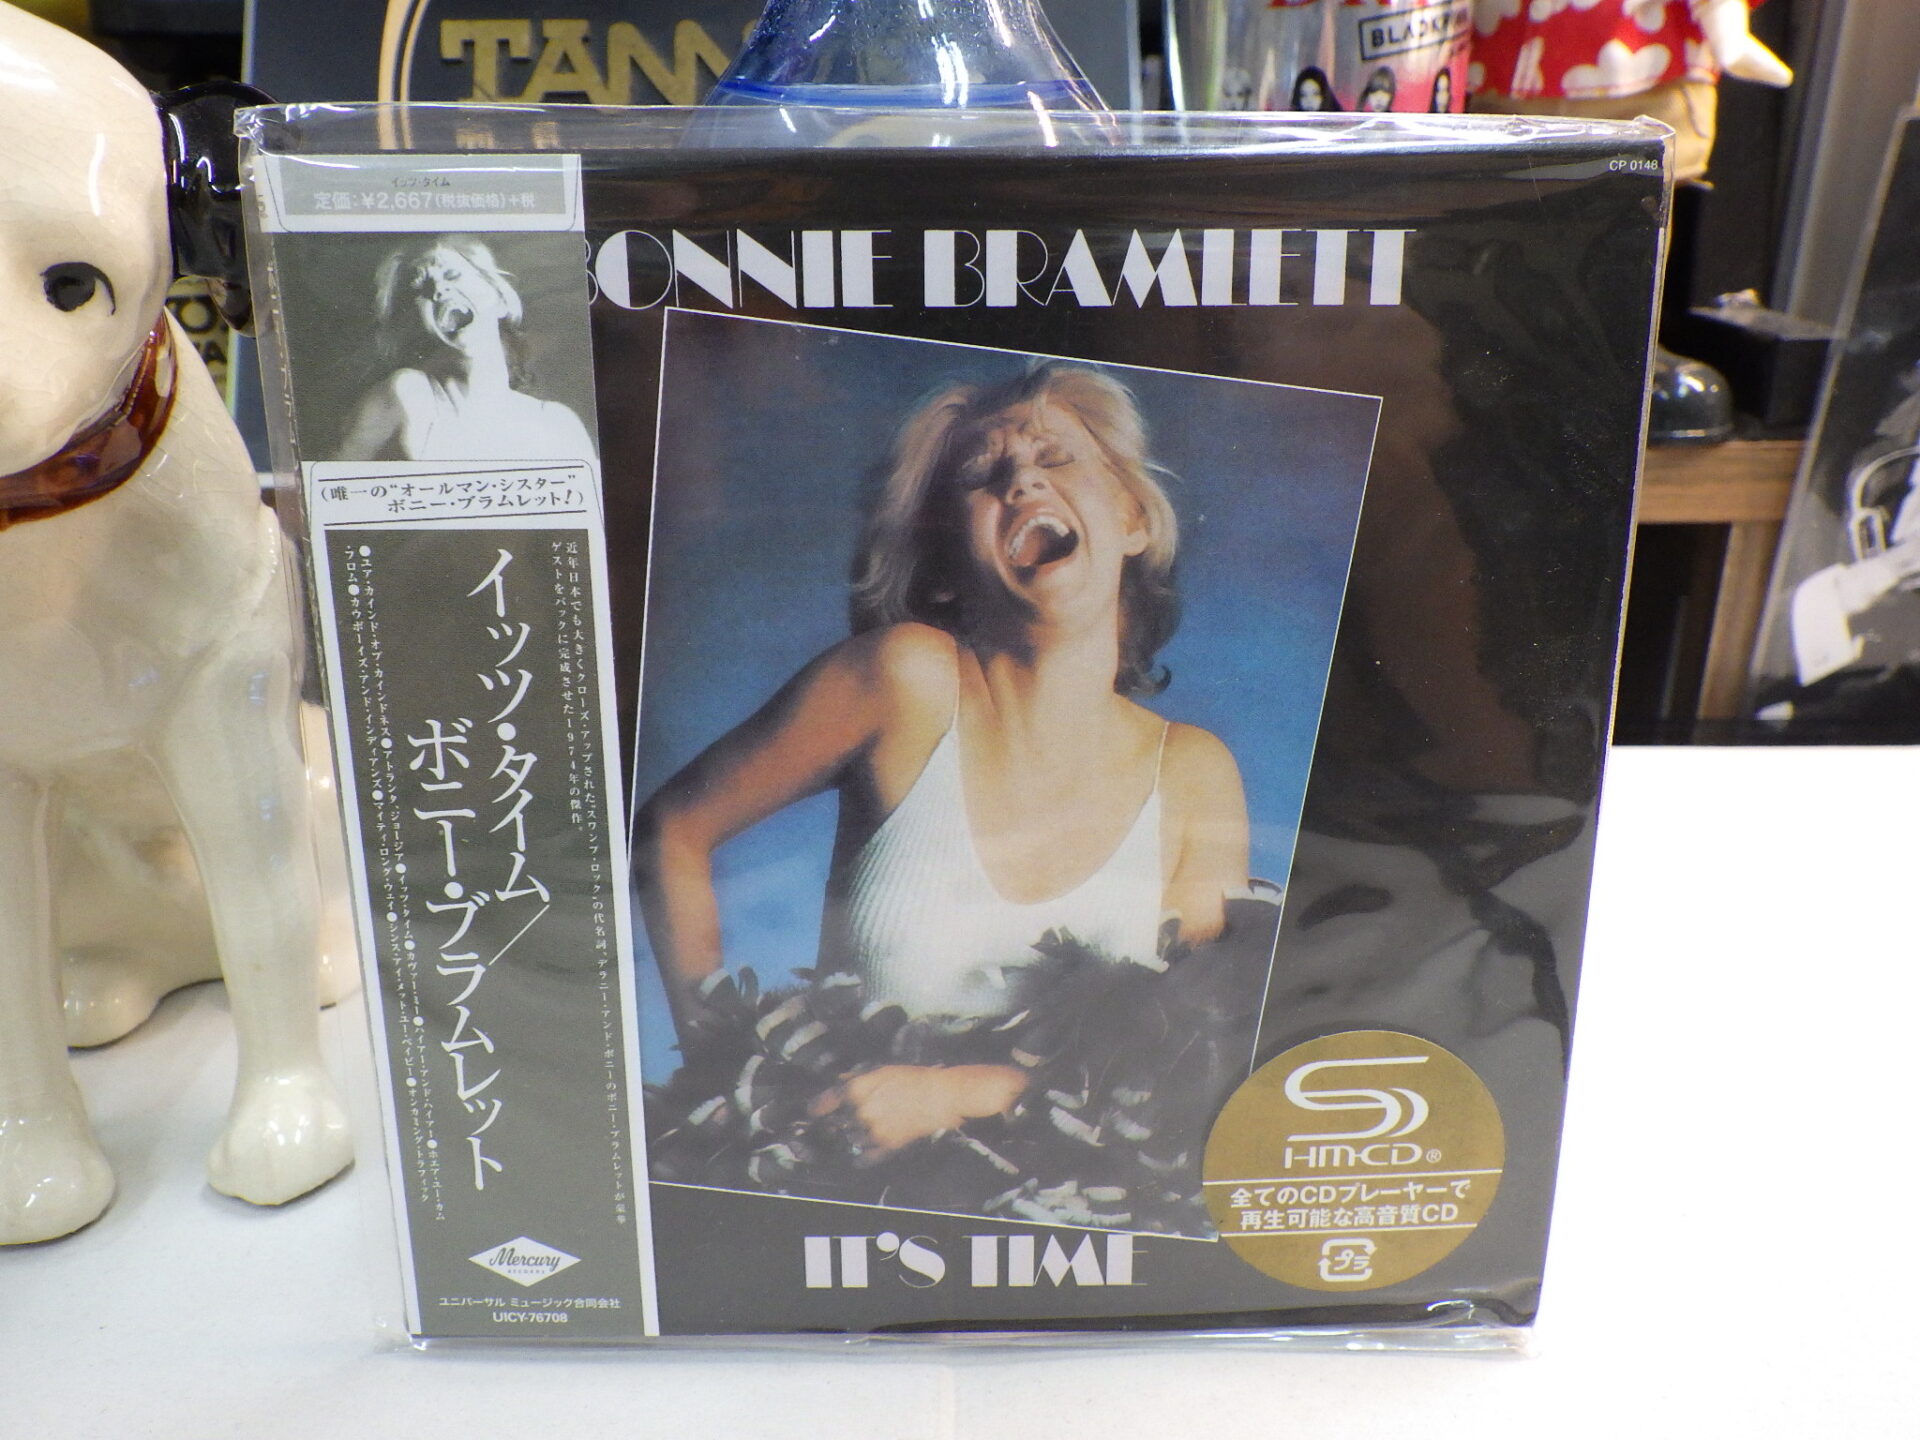 TANN
BLACKPINK
CP 0148
イッツ・タイム
定価:¥2,667(税抜価格)+税
BONNIE BRAMLETT
(唯一の"オールマン・シスター"
ボニー・ブラムレット!)
近年日本でも大きくクローズ・アップされた"スワンプ・ロック"の代名詞、デラニー・アンド・ボニーのボニー・ブラムレットが豪華
ゲストをバックに完成させた1974年の傑作。
イッツ・タイム/
ボニー・ブラムレット
●ユア・カインド・オブ・カインドネス●アトランタ、ジョージア●イッツ・タイム●カヴァー・ミー●ハイアー・アンド・ハイアー●ホエア・ユー・カム
・フロム●カウボーイズ・アンド・インディアンズ●マイティ・ロング・ウェイ●シンス・アイ・メット・ユー・ベイビー●オンカミング・トラフィック
Mercury
RECORDS
ユニバーサル ミュージック合同会社
UICY-76708
IT'S TIME
SHM-CD®
全てのCDプレーヤーで
再生可能な高音質CD
プラ